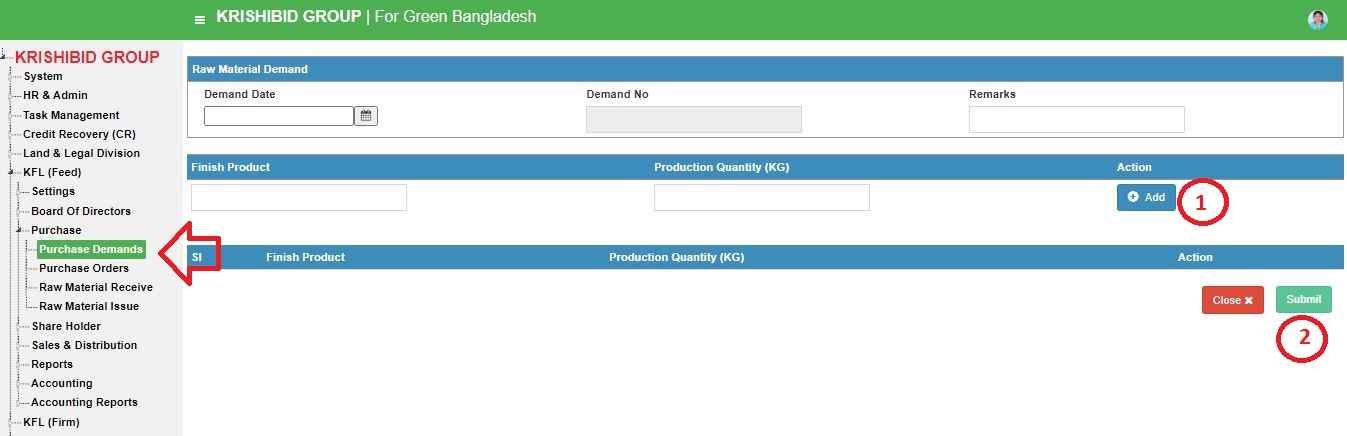 KRISHIBID GROUP | For Green Bangladesh
KRISHIBID GROUP
System
HR & Admin
Task Management
Credit Recovery (CR)
Land & Legal Division
KFL (Feed)
Settings
Board Of Directors
Purchase
Purchase Demands
Purchase Orders
Raw Material Receive
Raw Material Issue
Share Holder
Sales & Distribution
Reports
Accounting
Accounting Reports
KFL (Firm)
Raw Material Demand
Demand Date Demand No Remarks
Finish Product Production Quantity (KG) Action
Add 1
Sl Finish Product Production Quantity (KG) Action
Close Submit
2